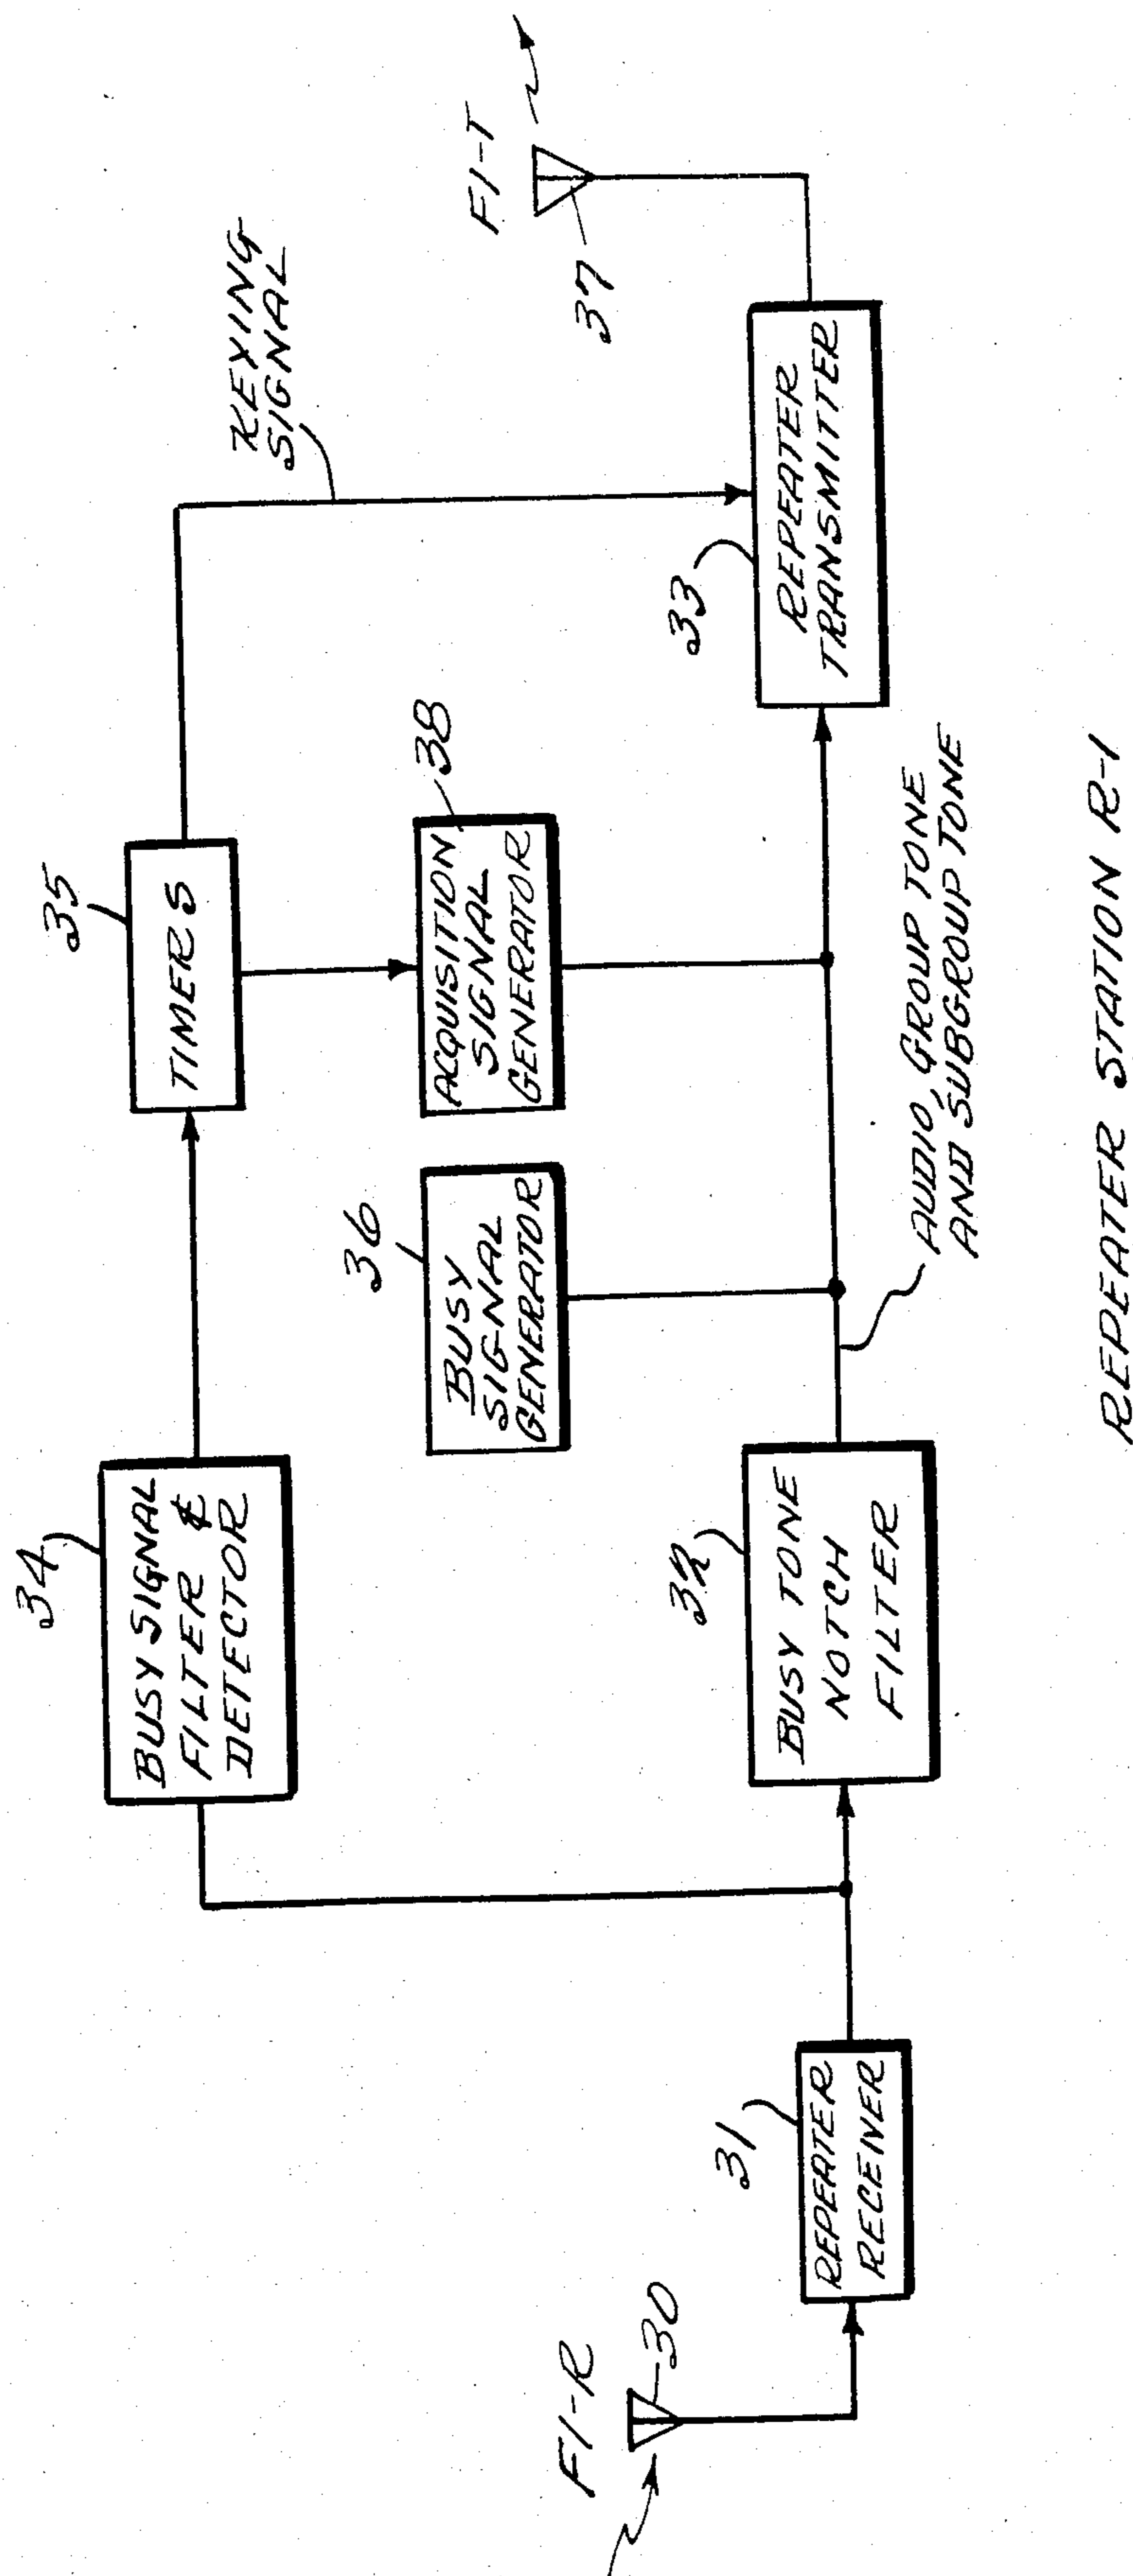 F1-R
30
REPEATER
RECEIVER
31
BUSY SIGNAL
FILTER &
DETECTOR
34
BUSY TONE
NOTCH
FILTER
32
BUSY
SIGNAL
GENERATOR
36
TIMERS
35
ACQUISITION
SIGNAL
GENERATOR
38
AUDIO, GROUP TONE
AND SUBGROUP TONE
KEYING
SIGNAL
REPEATER
TRANSMITTER
33
F1-T
37
REPEATER STATION R-1